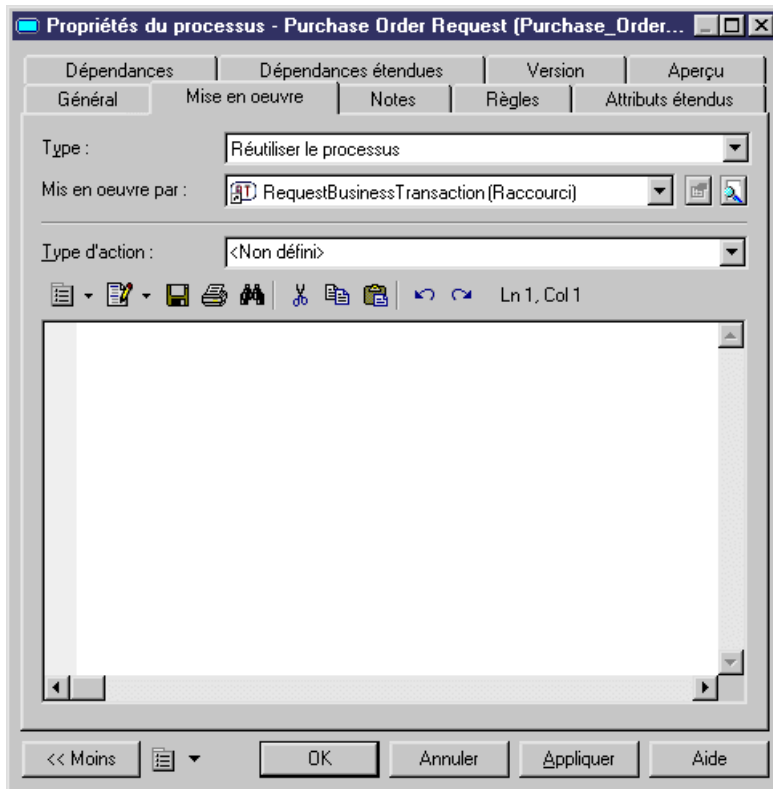 Propriétés du processus - Purchase Order Request (Purchase_Order...
Dépendances Dépendances étendues Version Aperçu
Général Mise en oeuvre Notes Règles Attributs étendus
Type : Réutiliser le processus
Mis en oeuvre par : RequestBusinessTransaction (Raccourci)
Type d'action : <Non défini>
Ln 1, Col 1
<< Moins OK Annuler Appliquer Aide